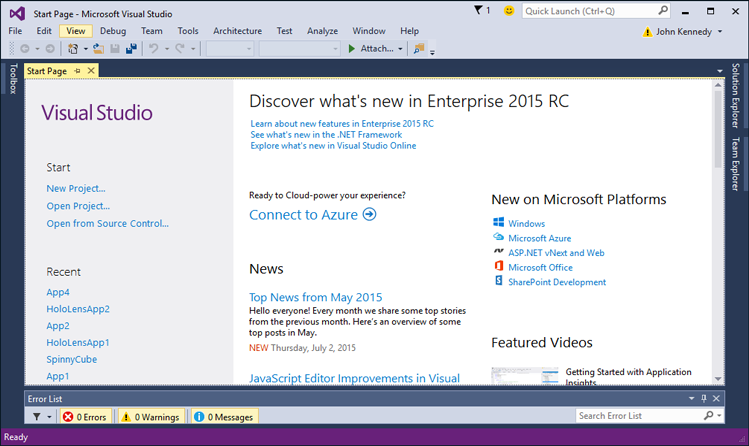 Start Page - Microsoft Visual Studio
1
Quick Launch (Ctrl+Q)
File Edit View Debug Team Tools Architecture Test Analyze Window Help
John Kennedy
Attach...
Toolbox
Start Page
Solution Explorer
Team Explorer
Visual Studio
Start
New Project...
Open Project...
Open from Source Control...
Recent
App4
HoloLensApp2
App2
HoloLensApp1
SpinnyCube
App1
Discover what's new in Enterprise 2015 RC
Learn about new features in Enterprise 2015 RC
See what's new in the .NET Framework
Explore what's new in Visual Studio Online
Ready to Cloud-power your experience?
Connect to Azure
News
Top News from May 2015
Hello everyone! Every month we share some top stories
from the previous month. Here's an overview of some
top posts in May.
NEW Thursday, July 2, 2015
JavaScript Editor Improvements in Visual
New on Microsoft Platforms
Windows
Microsoft Azure
ASP.NET vNext and Web
Microsoft Office
SharePoint Development
Featured Videos
Getting Started with Application
Insights
Error List
0 Errors
0 Warnings
0 Messages
Search Error List
Ready